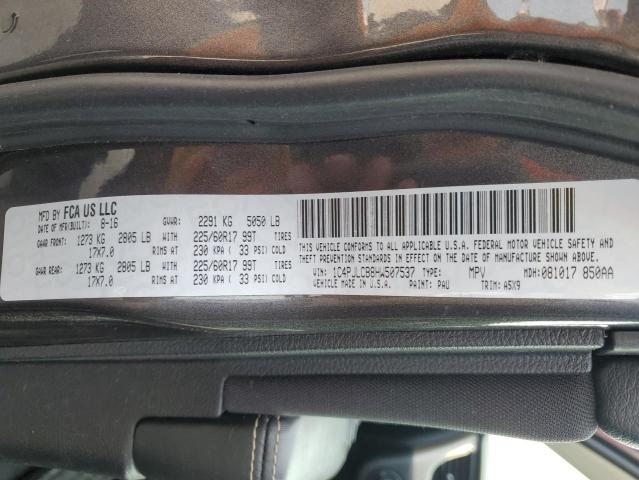 MFD BY FCA US LLC
DATE OF MFG(BUILT): 8-16 GVWR: 2291 KG 5050 LB
GAWR FRONT: 1273 KG 2805 LB WITH 225/60R17 99T TIRES
17X7.0 RIMS AT 230 KPA ( 33 PSI) COLD
GAWR REAR: 1273 KG 2805 LB WITH 225/60R17 99T TIRES
17X7.0 RIMS AT 230 KPA ( 33 PSI) COLD
THIS VEHICLE CONFORMS TO ALL APPLICABLE U.S.A. FEDERAL MOTOR VEHICLE SAFETY AND
THEFT PREVENTION STANDARDS IN EFFECT ON THE DATE OF MANUFACTURE SHOWN ABOVE.
VIN: 1C4PJLCB8HW507537 TYPE: MPV MDH: 081017 850AA
VEHICLE MADE IN U.S.A. PAINT: PAU TRIM: A5X9